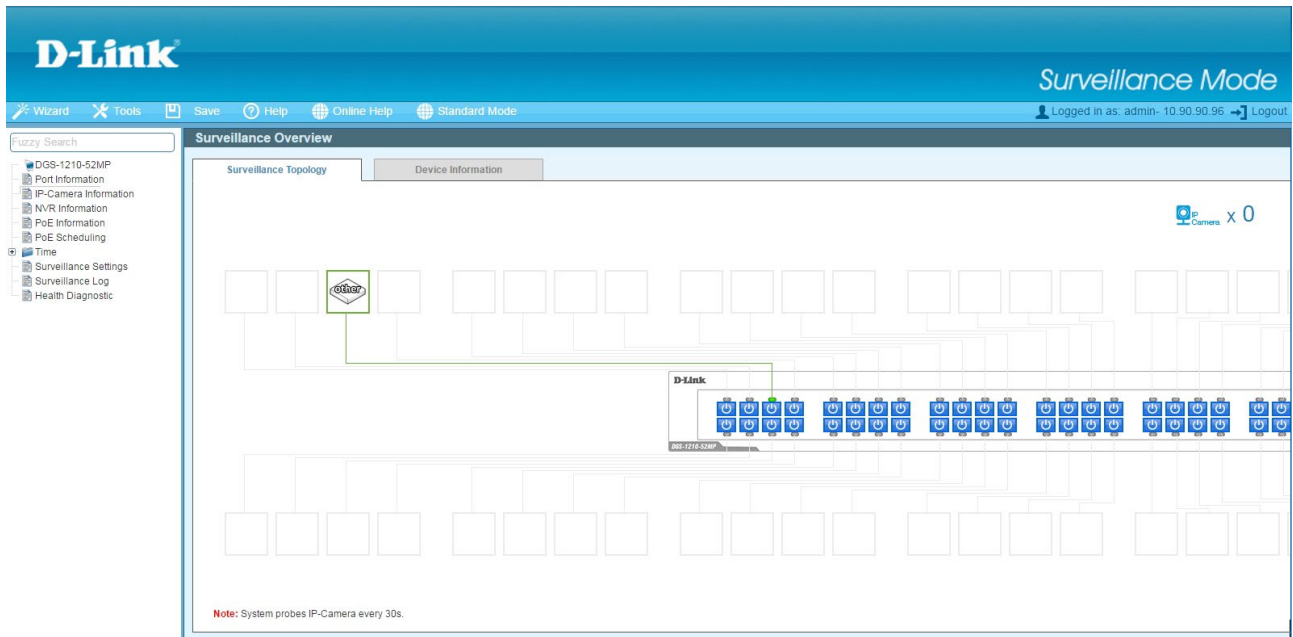 D-Link®
Surveillance Mode
Wizard Tools Save Help Online Help Standard Mode Logged in as: admin- 10.90.90.96 Logout
Fuzzy Search
DGS-1210-52MP
Port Information
IP-Camera Information
NVR Information
PoE Information
PoE Scheduling
Time
Surveillance Settings
Surveillance Log
Health Diagnostic
Surveillance Overview
Surveillance Topology Device Information
IP Camera x 0
other
D-Link
DGS-1210-52MP
Note: System probes IP-Camera every 30s.